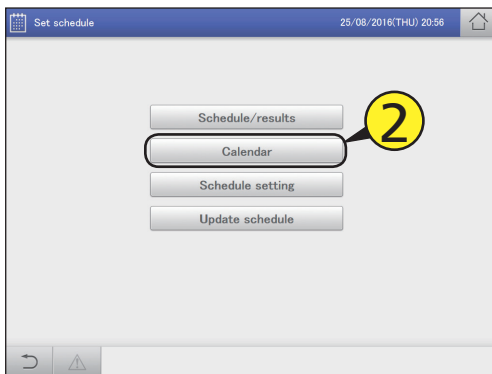 Set schedule 25/08/2016(THU) 20:56
Schedule/results
2
Calendar
Schedule setting
Update schedule